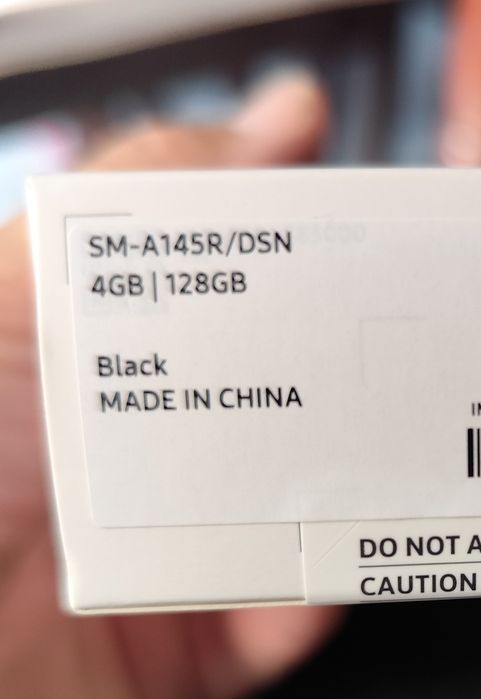 SM-A145R/DSN
4GB | 128GB
Black
MADE IN CHINA
DO NOT
CAUTION